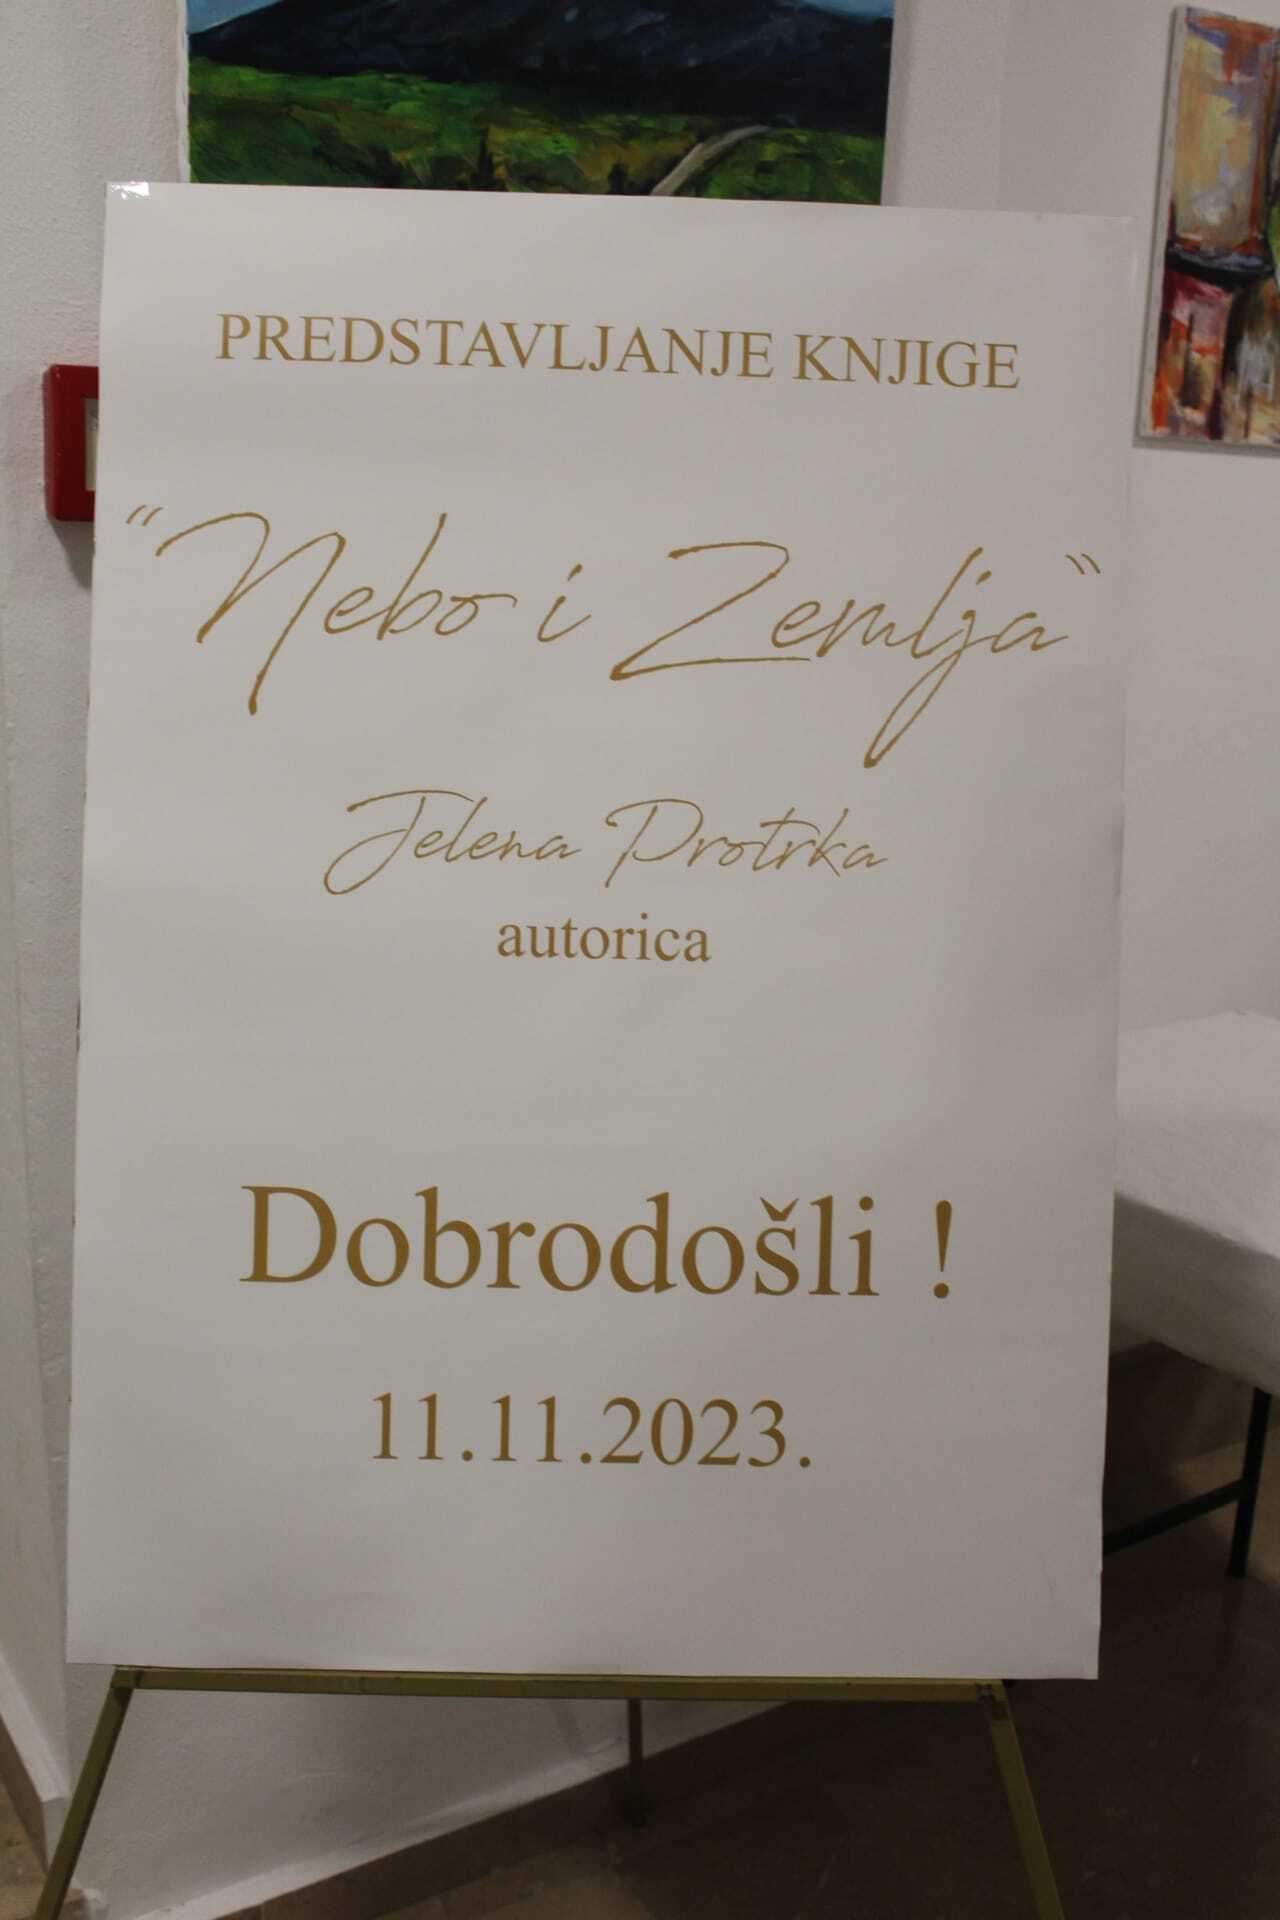 PREDSTAVLJANJE KNJIGE
“Nebo i Zemlja”
Jelena Protrka
autorica
Dobrodošli !
11.11.2023.